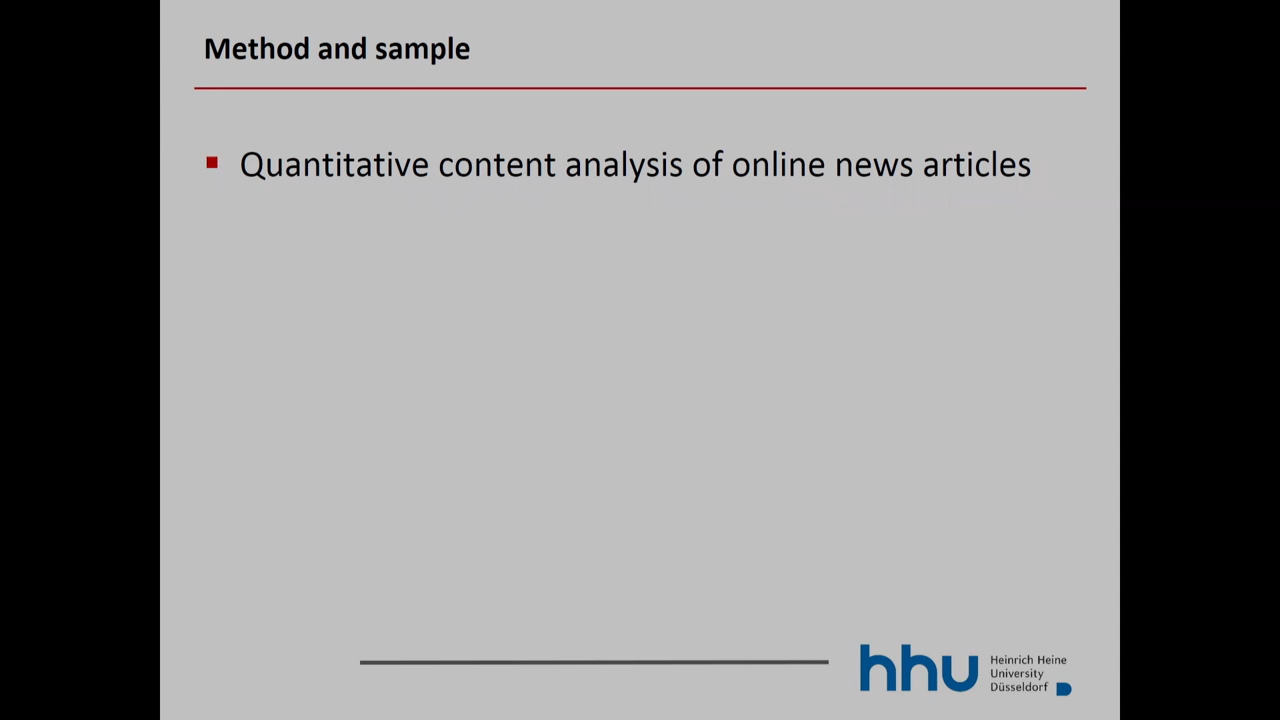 Method and sample
Quantitative content analysis of online news articles
hhu
Heinrich Heine
University
Düsseldorf